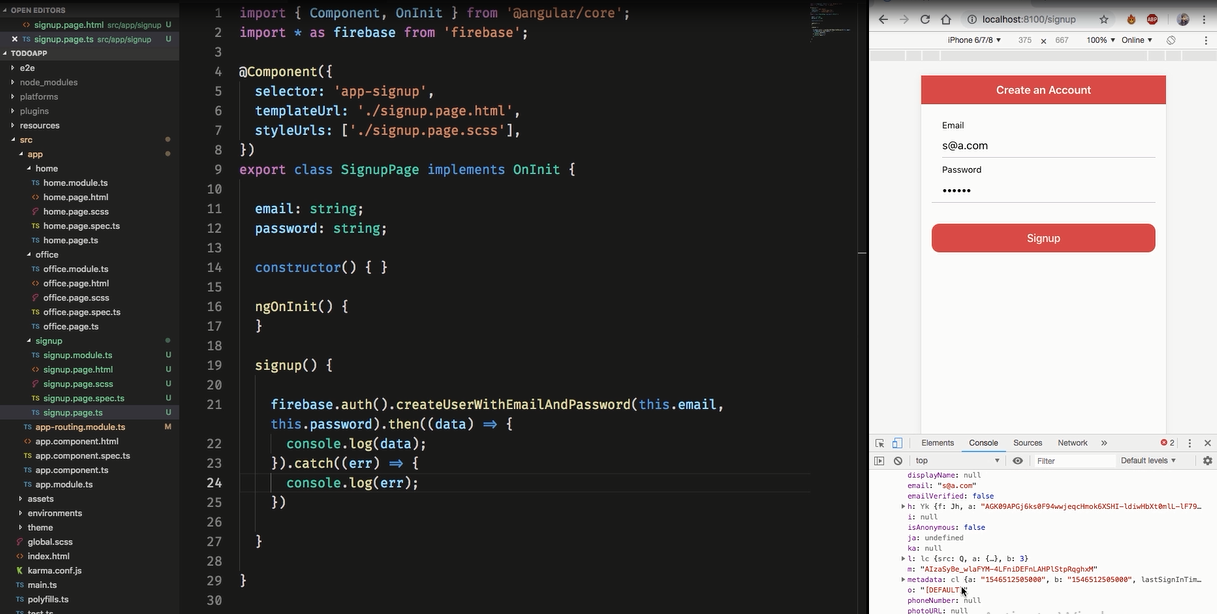 OPEN EDITORS
<> signup.page.html src/app/signup U
× TS signup.page.ts src/app/signup U
TODOAPP
e2e
node_modules
platforms
plugins
resources
src
app
home
TS home.module.ts
<> home.page.html
home.page.scss
TS home.page.spec.ts
TS home.page.ts
office
TS office.module.ts
<> office.page.html
office.page.scss
TS office.page.spec.ts
TS office.page.ts
signup
TS signup.module.ts U
<> signup.page.html U
signup.page.scss U
TS signup.page.spec.ts U
TS signup.page.ts U
TS app-routing.module.ts M
<> app.component.html
TS app.component.spec.ts
TS app.component.ts
TS app.module.ts
assets
environments
theme
global.scss
<> index.html
karma.conf.js
TS main.ts
TS polyfills.ts
TS test.ts
1 import { Component, OnInit } from '@angular/core';
2 import * as firebase from 'firebase';
3
4 @Component({
5 selector: 'app-signup',
6 templateUrl: './signup.page.html',
7 styleUrls: ['./signup.page.scss'],
8 })
9 export class SignupPage implements OnInit {
10
11 email: string;
12 password: string;
13
14 constructor() { }
15
16 ngOnInit() {
17 }
18
19 signup() {
20
21 firebase.auth().createUserWithEmailAndPassword(this.email,
this.password).then((data) => {
22 console.log(data);
23 }).catch((err) => {
24 console.log(err);
25 })
26
27 }
28
29 }
30
localhost:8100/signup
ABP
iPhone 6/7/8 ▼ 375 × 667 100% ▼ Online ▼
Create an Account
Email
s@a.com
Password
••••••
Signup
Elements Console Sources Network » 2
top ▼ Filter Default levels ▼
displayName: null
email: "s@a.com"
emailVerified: false
i: null
isAnonymous: false
ja: undefined
ka: null
l: lc {src: Q, a: {…}, b: 3}
metadata: cl {a: "1546512505000", b: "1546512505000", lastSignInTim…
o: "[DEFAULT]"
phoneNumber: null
photoURL: null